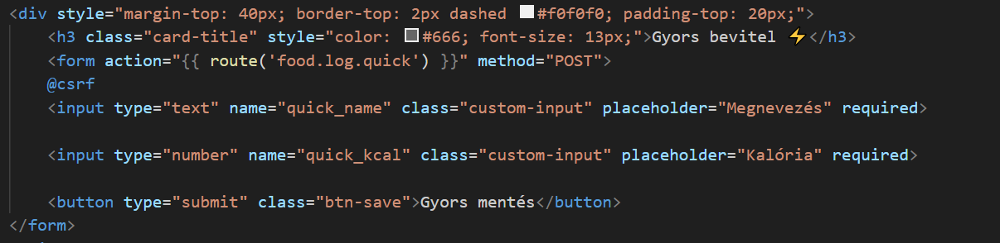 <div style="margin-top: 40px; border-top: 2px dashed #f0f0f0; padding-top: 20px;">
<h3 class="card-title" style="color: #666; font-size: 13px;">Gyors bevitel ⚡</h3>
<form action="{{ route('food.log.quick') }}" method="POST">
@csrf
<input type="text" name="quick_name" class="custom-input" placeholder="Megnevezés" required>
<input type="number" name="quick_kcal" class="custom-input" placeholder="Kalória" required>
<button type="submit" class="btn-save">Gyors mentés</button>
</form>